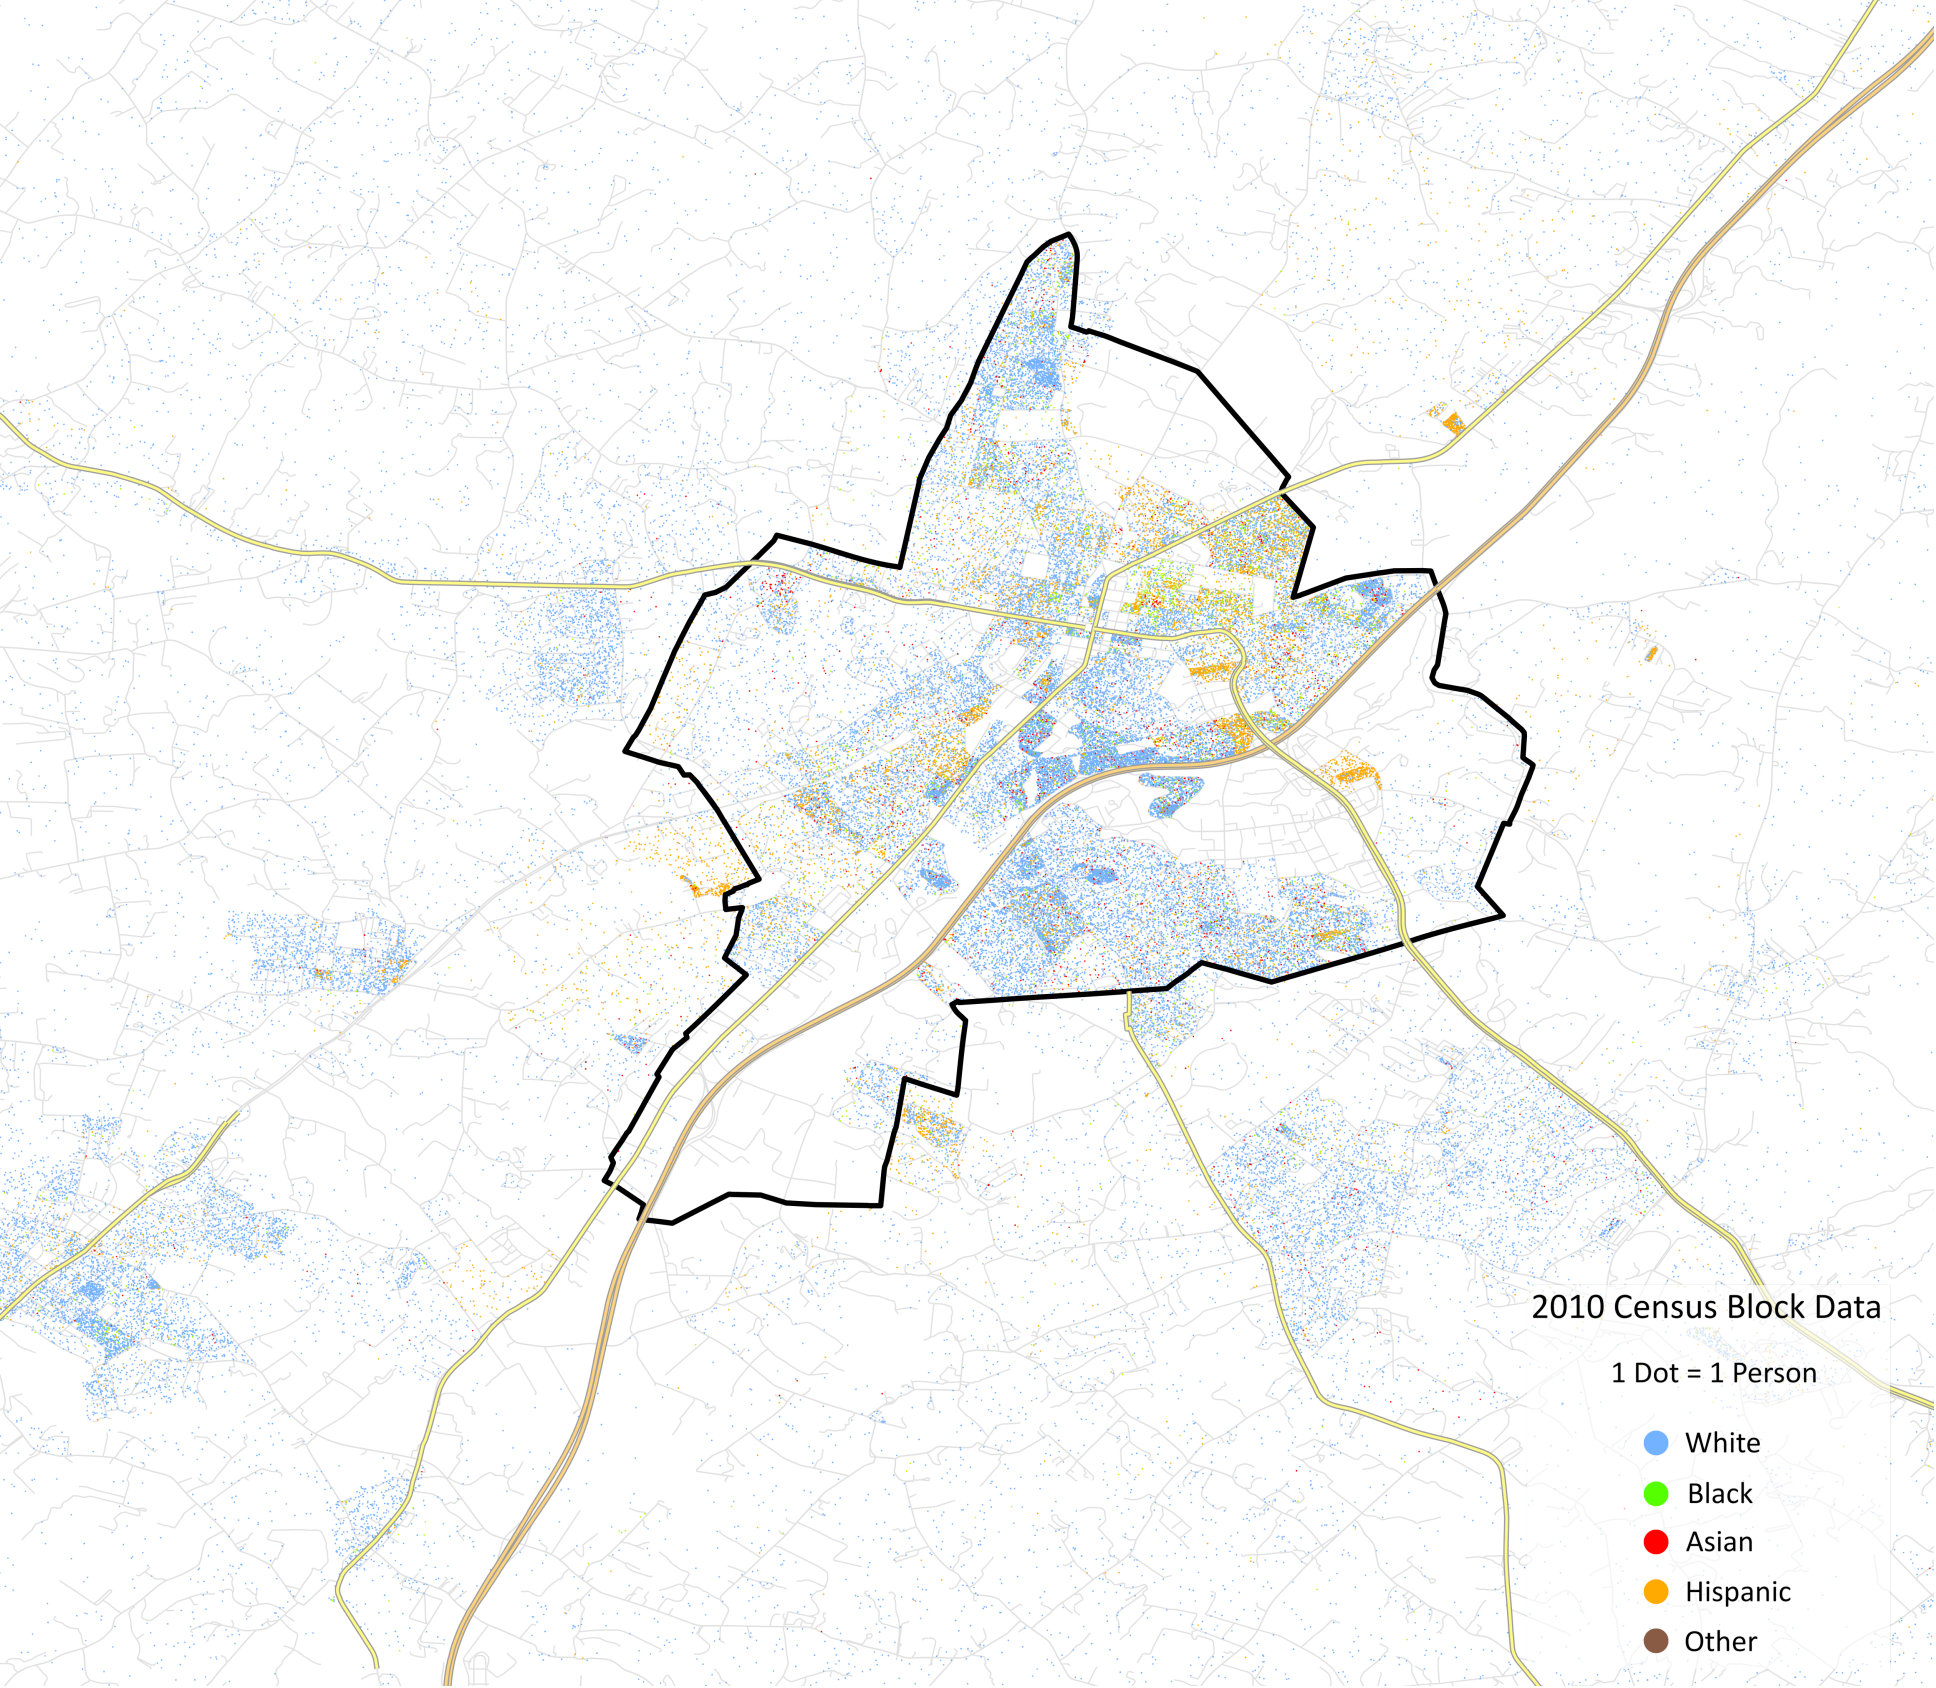 2010 Census Block Data
1 Dot = 1 Person
White
Black
Asian
Hispanic
Other